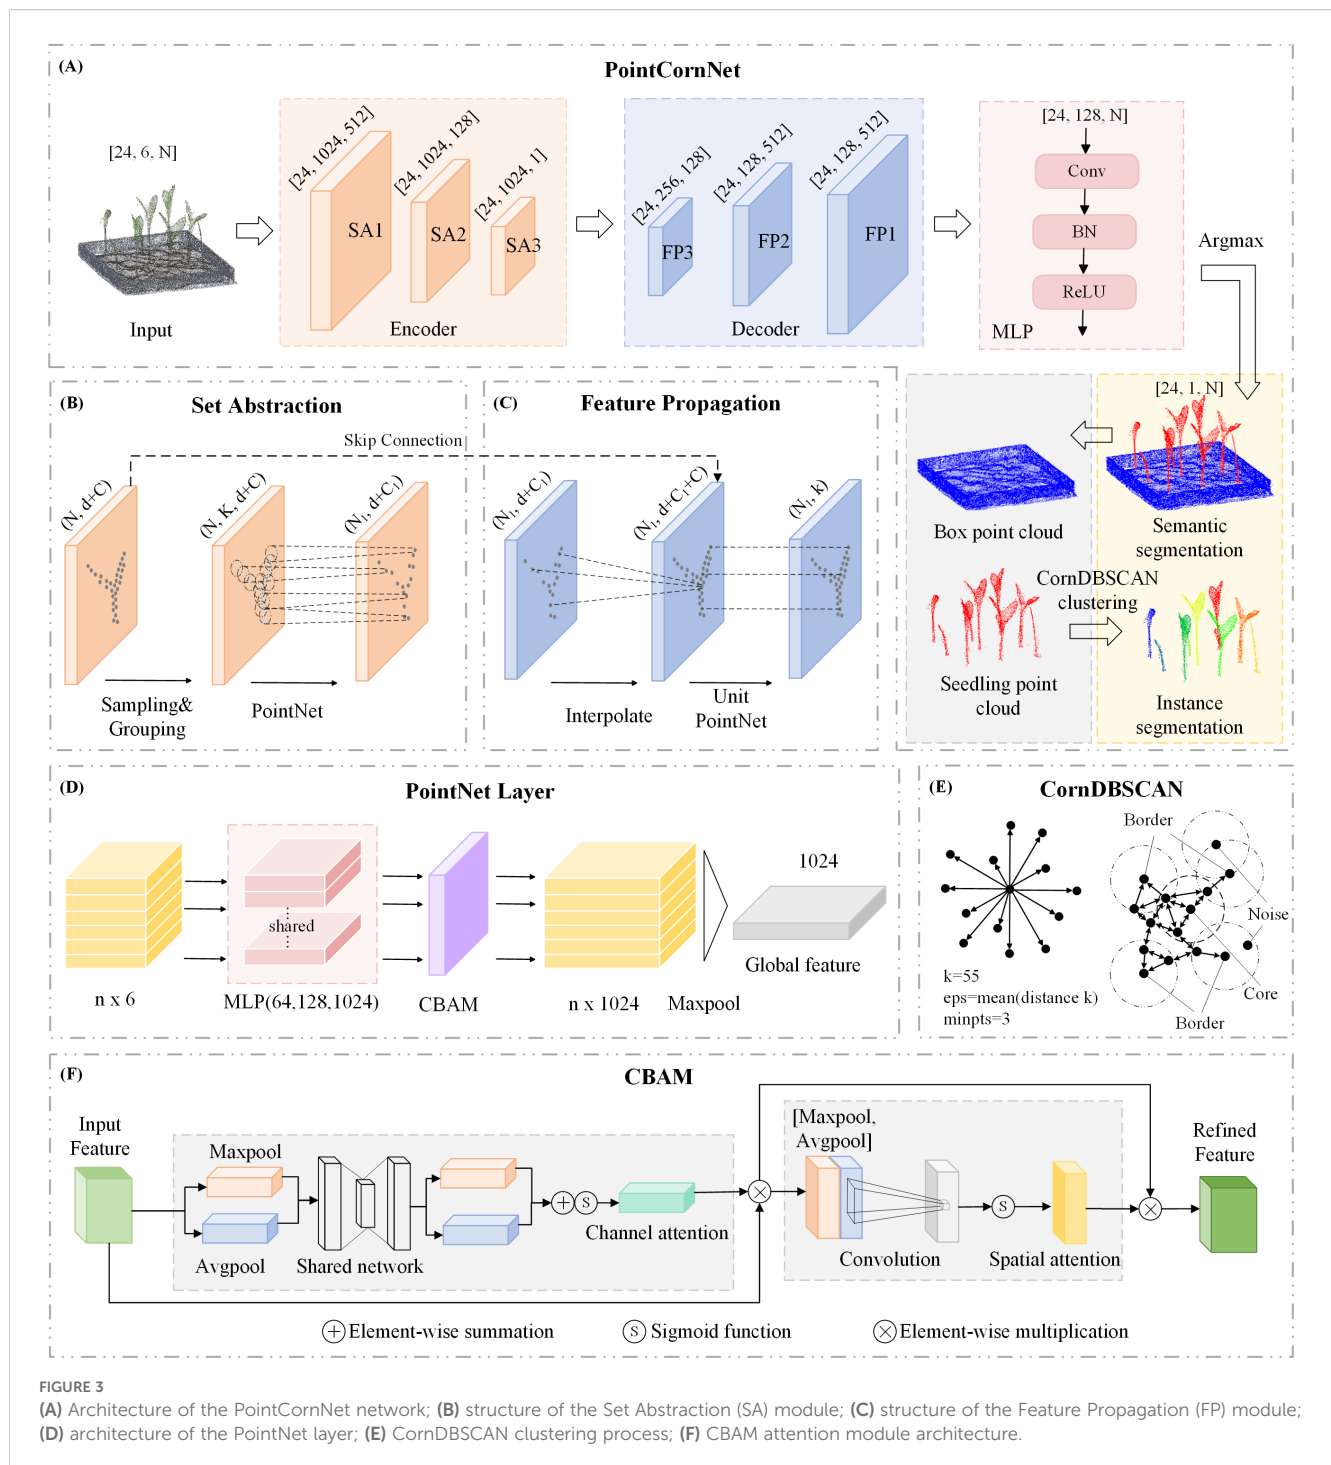 (A)
PointCornNet
[24, 6, N]
Input
[24, 1024, 512]
[24, 1024, 128]
[24, 1024, 1]
SA1
SA2
SA3
Encoder
[24, 256, 128]
[24, 128, 512]
[24, 128, 512]
FP3
FP2
FP1
Decoder
[24, 128, N]
Conv
BN
ReLU
MLP
Argmax
[24, 1, N]
Box point cloud
Semantic
segmentation
CornDBSCAN
clustering
Seedling point
cloud
Instance
segmentation
(B)
Set Abstraction
Skip Connection
(N, d+C)
(N, K, d+C)
(N₁, d+C₁)
Sampling&
Grouping
PointNet
(C)
Feature Propagation
(N₁, d+C₁)
(N₁, d+C₁+C)
(N₁, k)
Interpolate
Unit
PointNet
(D)
PointNet Layer
n x 6
shared
MLP(64,128,1024)
CBAM
n x 1024
Maxpool
1024
Global feature
(E)
CornDBSCAN
k=55
eps=mean(distance k)
minpts=3
Border
Noise
Core
Border
(F)
CBAM
Input
Feature
Maxpool
Avgpool
Shared network
+
S
Channel attention
×
[Maxpool,
Avgpool]
Convolution
S
Spatial attention
×
Refined
Feature
+ Element-wise summation
S Sigmoid function
× Element-wise multiplication
FIGURE 3
(A) Architecture of the PointCornNet network; (B) structure of the Set Abstraction (SA) module; (C) structure of the Feature Propagation (FP) module;
(D) architecture of the PointNet layer; (E) CornDBSCAN clustering process; (F) CBAM attention module architecture.